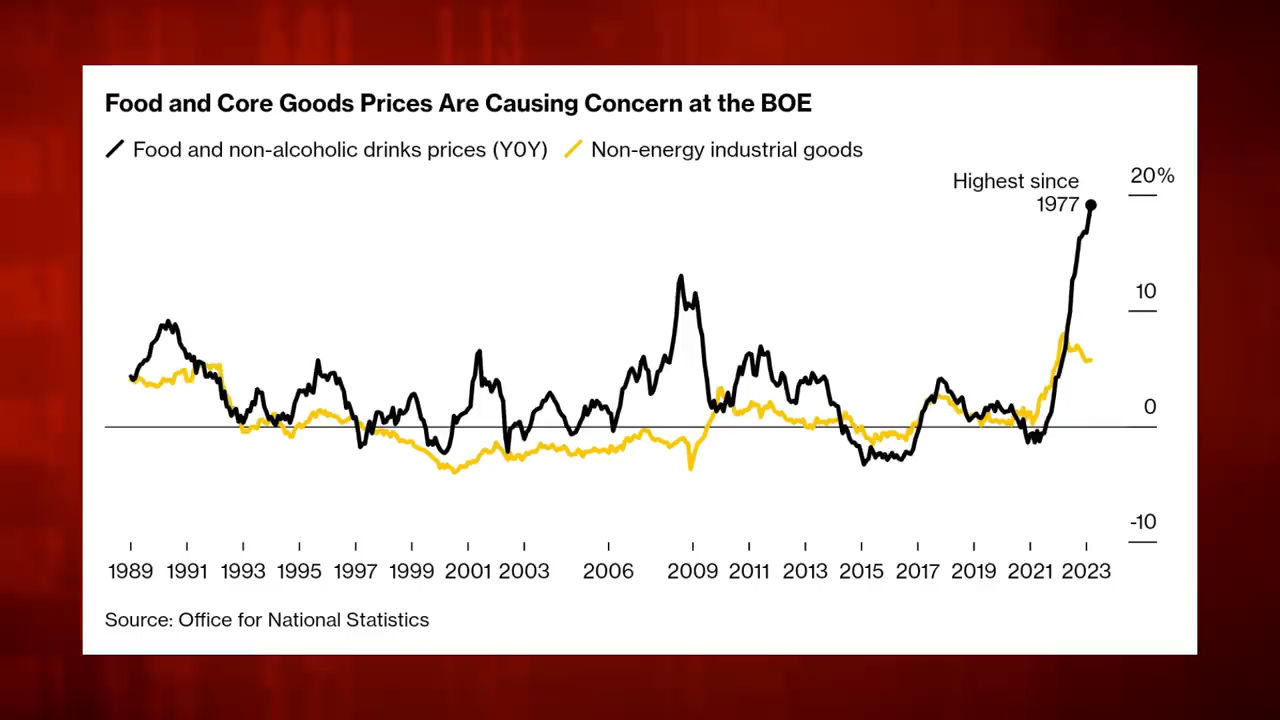 Food and Core Goods Prices Are Causing Concern at the BOE
Food and non-alcoholic drinks prices (Y0Y) Non-energy industrial goods
20%
Highest since
1977
10
0
-10
1989 1991 1993 1995 1997 1999 2001 2003 2006 2009 2011 2013 2015 2017 2019 2021 2023
Source: Office for National Statistics